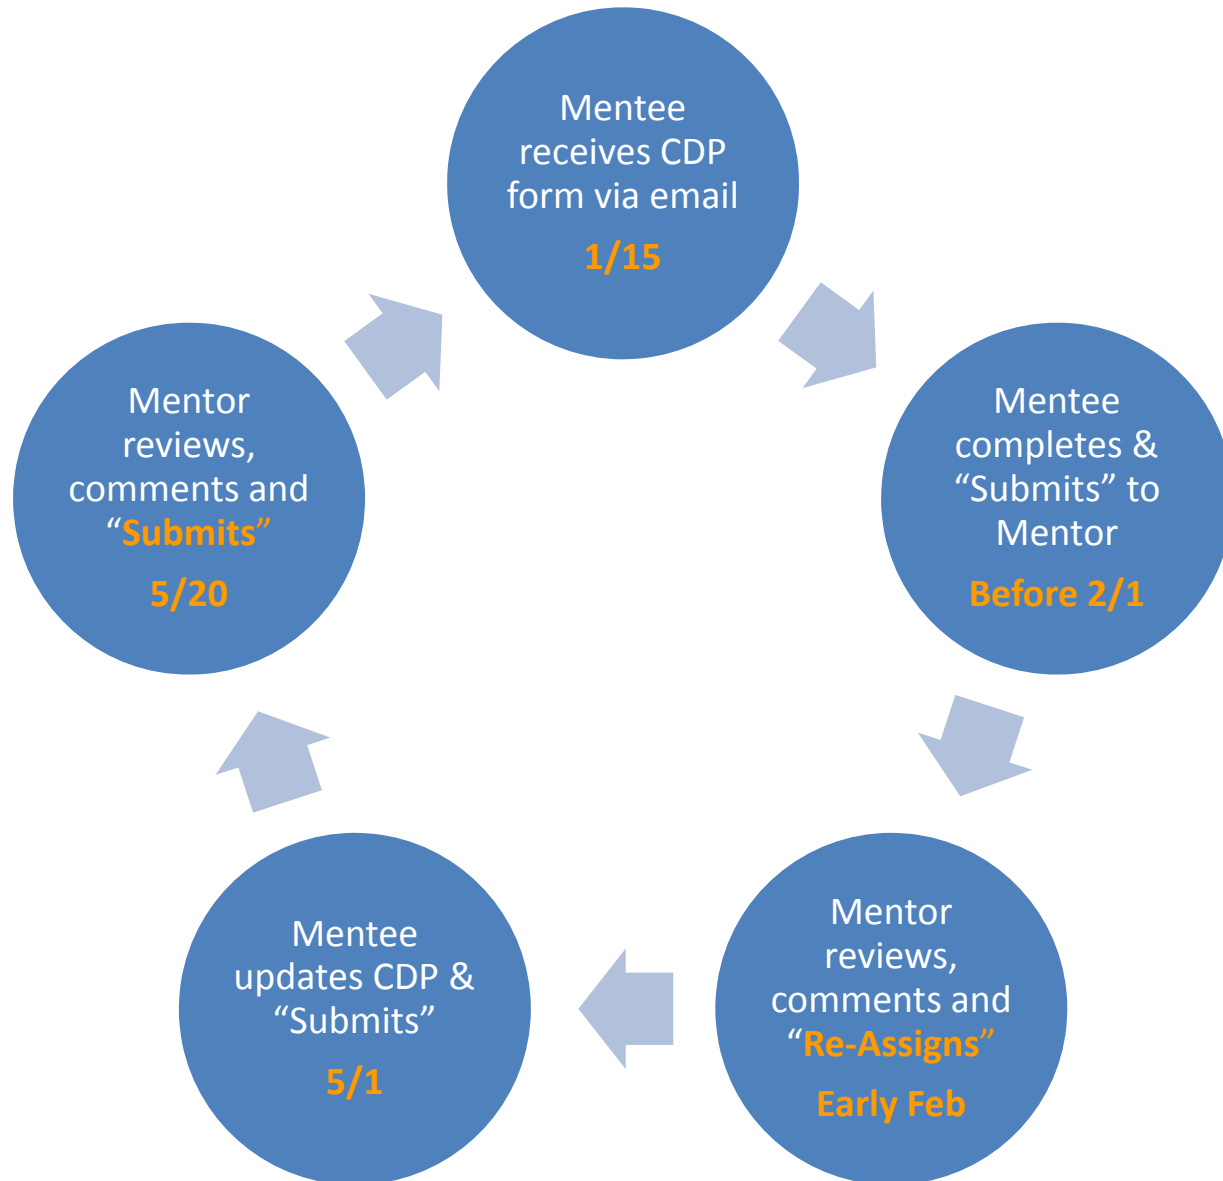 Mentee
receives CDP
form via email
1/15
Mentee
completes &
“Submits” to
Mentor
Before 2/1
Mentor
reviews,
comments and
“Re-Assigns”
Early Feb
Mentee
updates CDP &
“Submits”
5/1
Mentor
reviews,
comments and
“Submits”
5/20